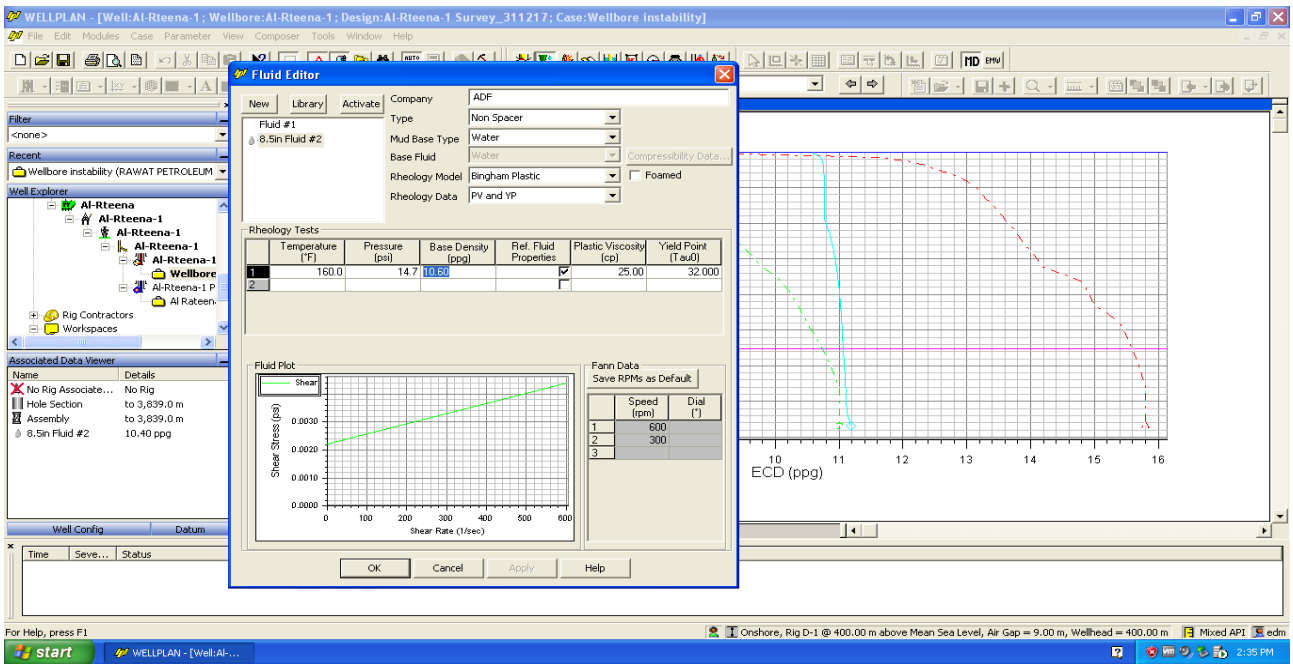 WELLPLAN - [Well:Al-Rteena-1; Wellbore:Al-Rteena-1; Design:Al-Rteena-1 Survey_311217; Case:Wellbore instability]
File Edit Modules Case Parameter View Composer Tools Window Help
MD EMW
Filter
<none>
Recent
Wellbore instability (RAWAT PETROLEUM
Well Explorer
Al-Rteena
Al-Rteena-1
Al-Rteena-1
Al-Rteena-1
Al-Rteena-1
Wellbore
Al-Rteena-1 P
Al Rateen
Rig Contractors
Workspaces
Associated Data Viewer
Name Details
No Rig Associate... No Rig
Hole Section to 3,839.0 m
Assembly to 3,839.0 m
8.5in Fluid #2 10.40 ppg
Well Config Datum
Fluid Editor
New Library Activate
Fluid #1
8.5in Fluid #2
Company ADF
Type Non Spacer
Mud Base Type Water
Base Fluid Water Compressibility Data...
Rheology Model Bingham Plastic Foamed
Rheology Data PV and YP
Rheology Tests
Temperature (°F) Pressure (psi) Base Density (ppg) Ref. Fluid Properties Plastic Viscosity (cp) Yield Point (Tau0)
1 160.0 14.7 10.60 25.00 32.000
2
Fluid Plot
Shear
Shear Stress (psi)
0.0030
0.0020
0.0010
0.0000
0 100 200 300 400 500 600
Shear Rate (1/sec)
Fann Data
Save RPMs as Default
Speed (rpm) Dial (°)
1 600
2 300
3
OK Cancel Apply Help
10 11 12 13 14 15 16
ECD (ppg)
Time Seve... Status
For Help, press F1
Onshore, Rig D-1 @ 400.00 m above Mean Sea Level, Air Gap = 9.00 m, Wellhead = 400.00 m Mixed API edm
start WELLPLAN - [Well:Al-... 2:35 PM